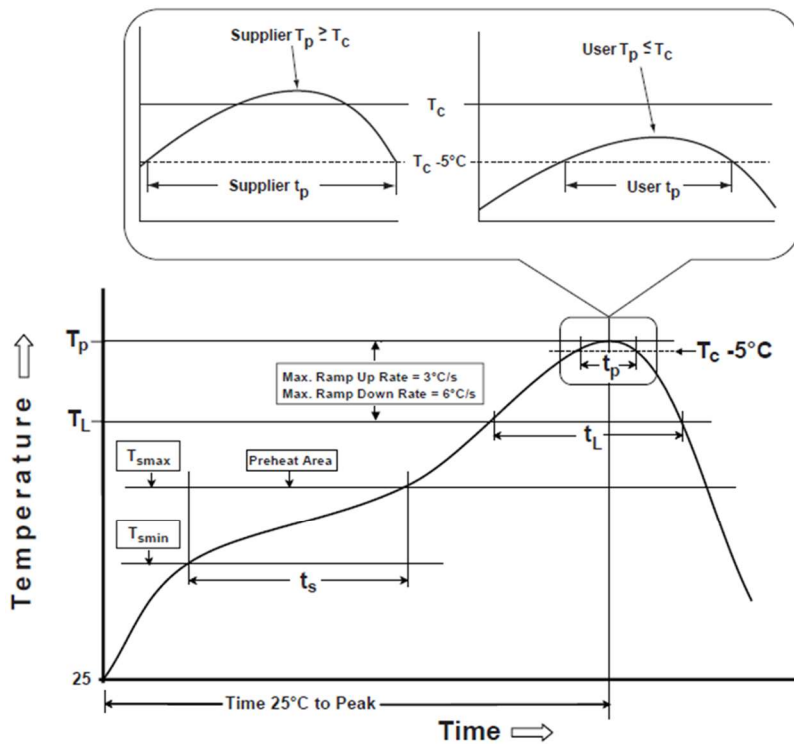 Supplier Tp ≥ Tc
User Tp ≤ Tc
Tc
Tc -5°C
Supplier tp
User tp
Tp
Tc -5°C
tp
Max. Ramp Up Rate = 3°C/s
Max. Ramp Down Rate = 6°C/s
TL
tL
Tsmax
Preheat Area
Tsmin
ts
Temperature
25
Time 25°C to Peak
Time